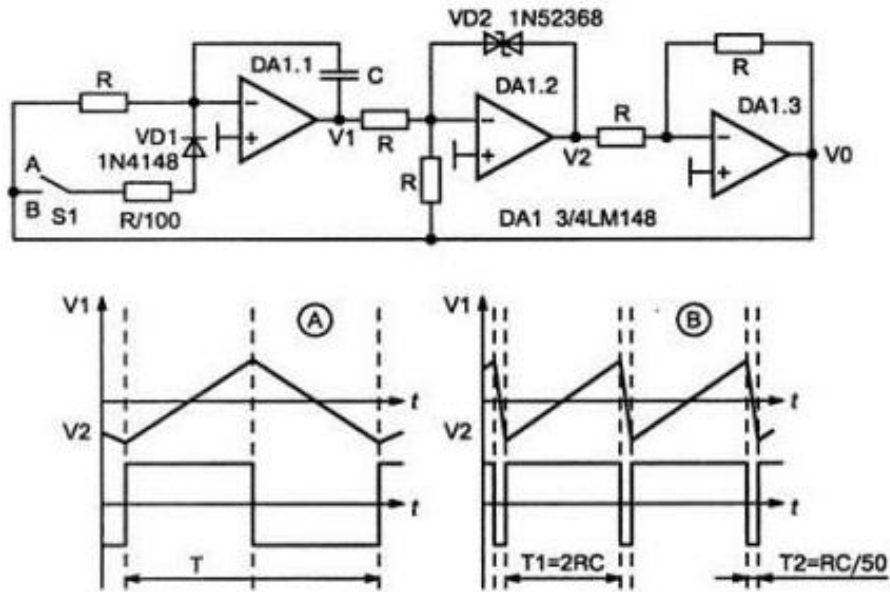 VD2 1N52368
R
DA1.1
C
DA1.2
R
DA1.3
VD1
1N4148
V1
R
V2
R
V0
A
B
S1
R/100
R
DA1 3/4LM148
V1
A
t
V2
t
T
V1
B
t
V2
t
T1=2RC
T2=RC/50